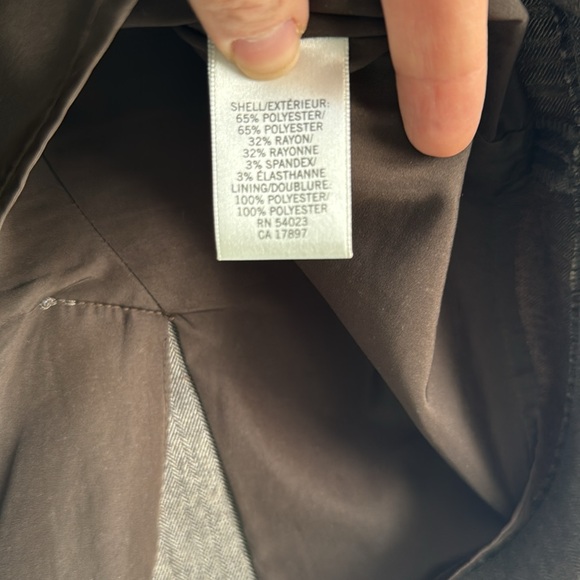 SHELL/EXTÉRIEUR:
65% POLYESTER/
65% POLYESTER
32% RAYON/
32% RAYONNE
3% SPANDEX/
3% ÉLASTHANNE
LINING/DOUBLURE:
100% POLYESTER/
100% POLYESTER
RN 54023
CA 17897